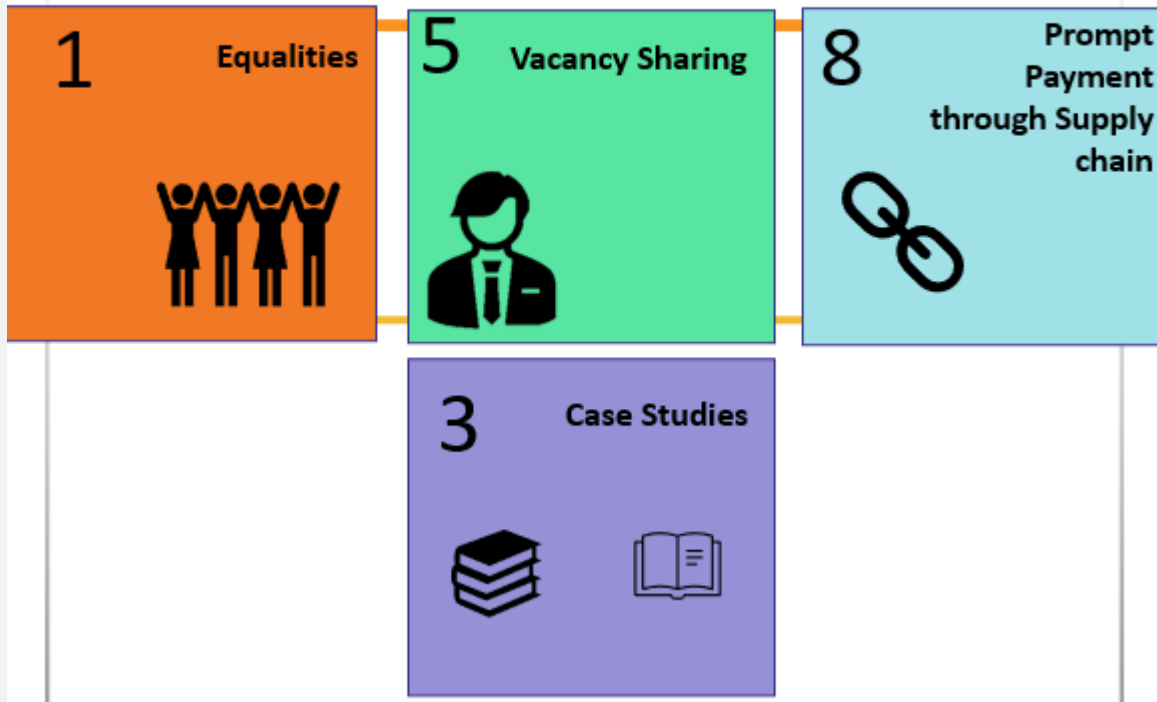 1
Equalities
5
Vacancy Sharing
8
Prompt
Payment
through Supply
chain
3
Case Studies